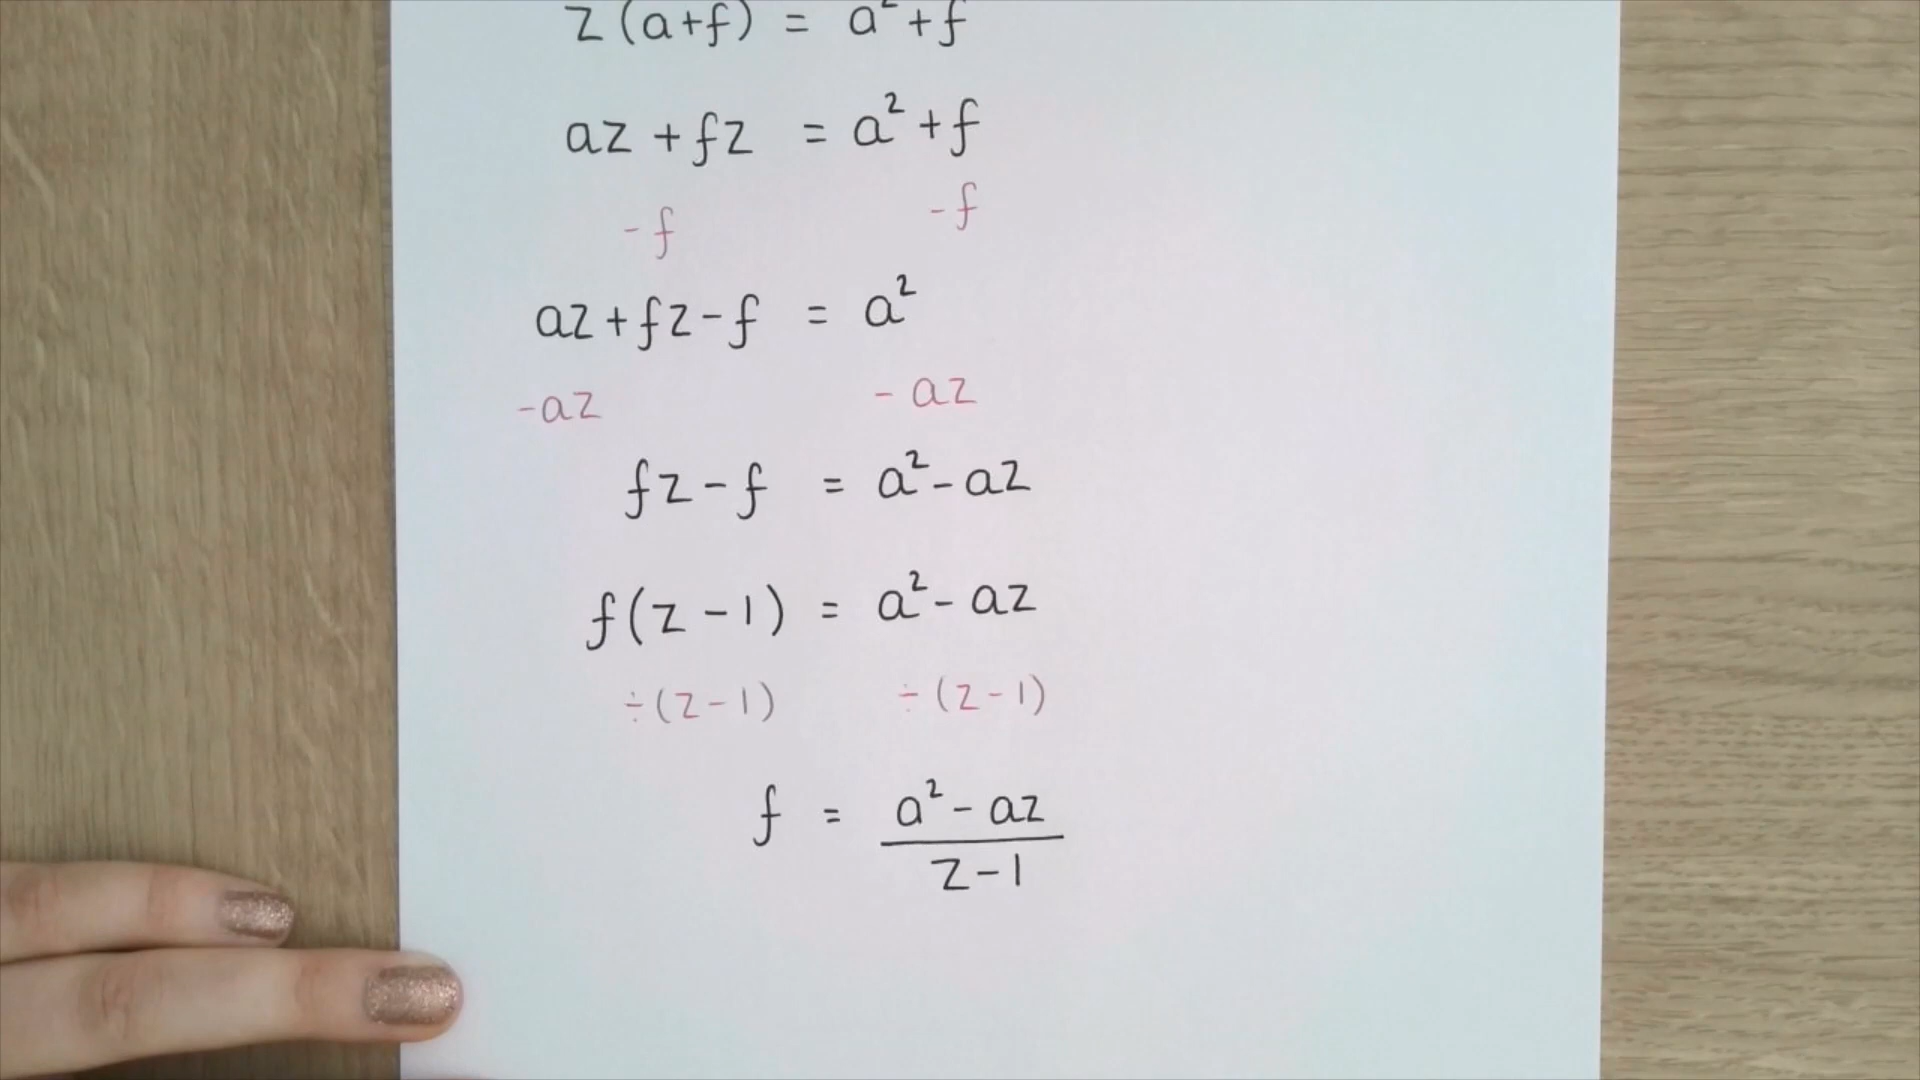 z(a+f) = a²+f
az + fz = a²+f
-f -f
az+fz-f = a²
-az - az
fz-f = a²-az
f(z-1) = a²-az
÷(z-1) ÷(z-1)
f = a²-az
z-1